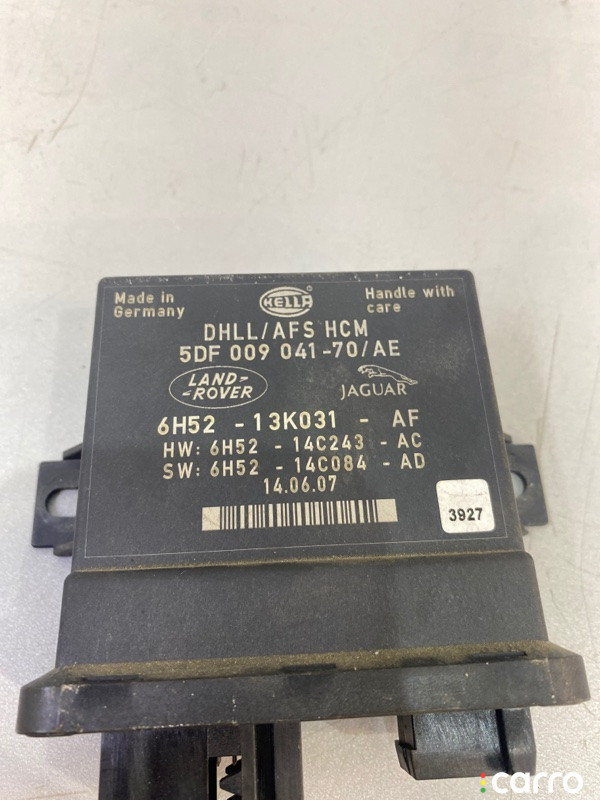 Made in
Germany
HELLA
Handle with
care
DHLL/AFS HCM
5DF 009 041-70/AE
LAND-
-ROVER
JAGUAR
6H52 - 13K031 - AF
HW: 6H52 - 14C243 - AC
SW: 6H52 - 14C084 - AD
14.06.07
3927
carro